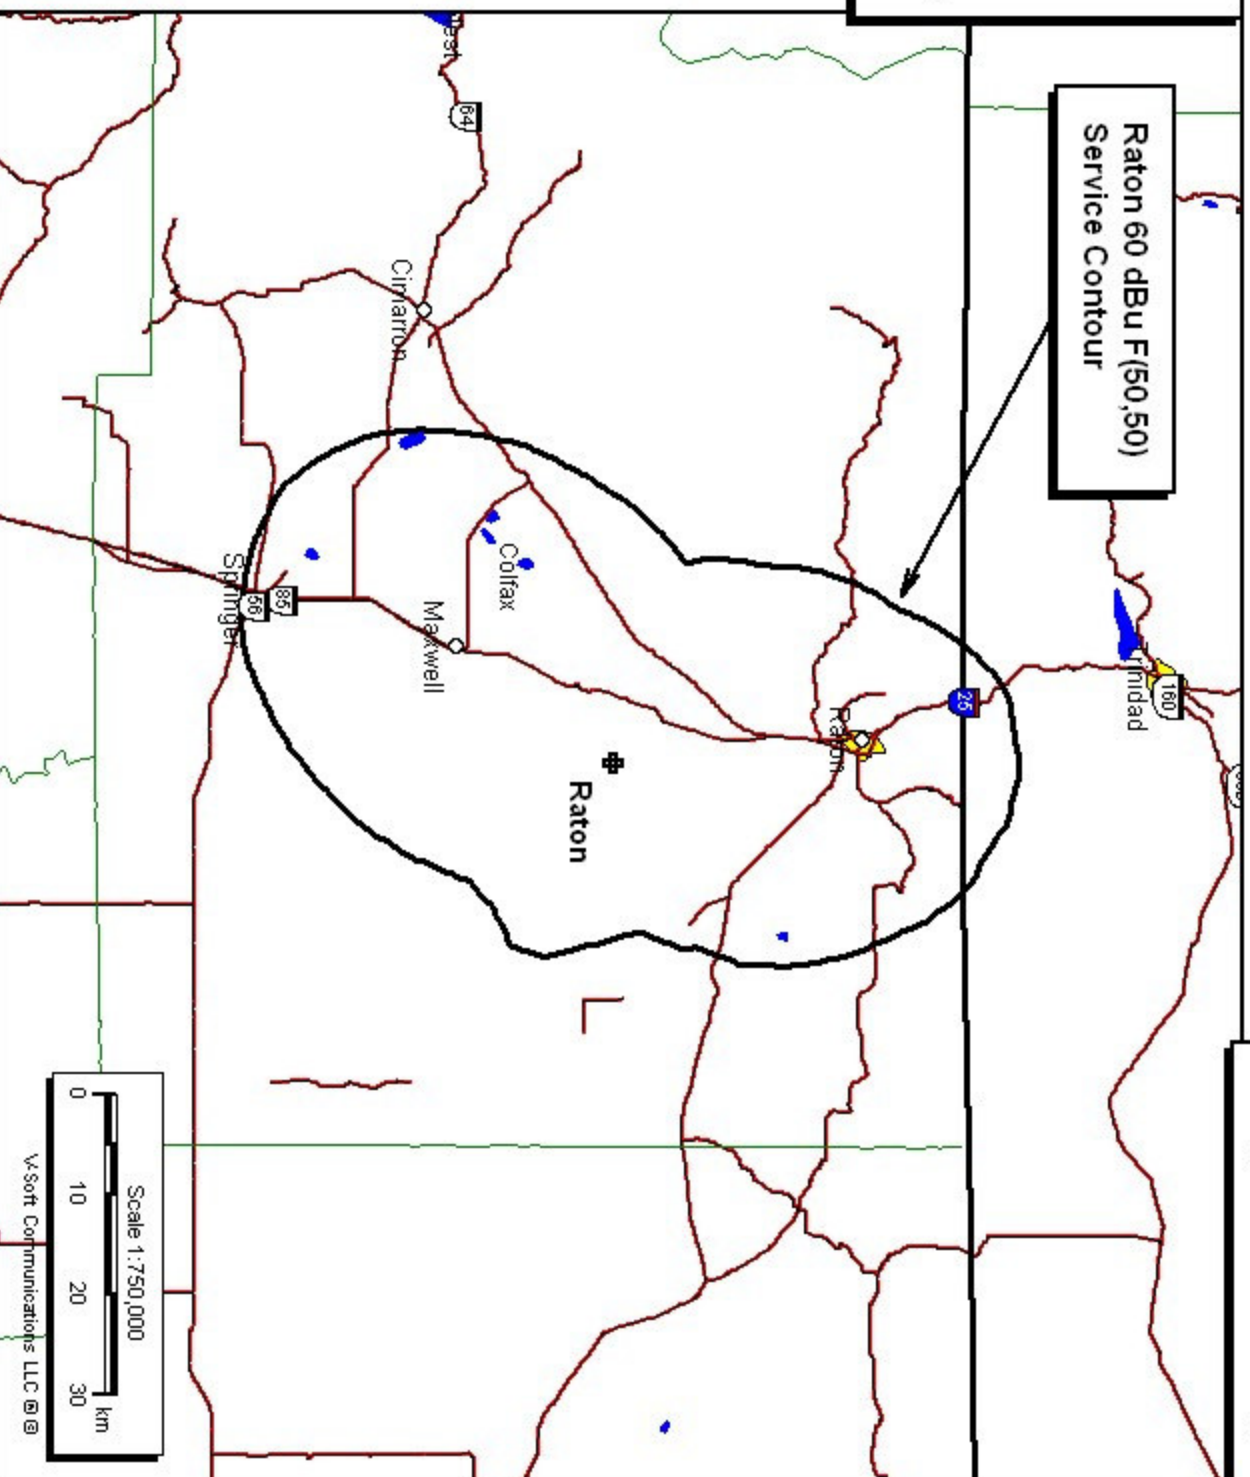 Raton 60 dBu F(50,50)
Service Contour
160
Trinidad
25
Raton
Raton
64
Colfax
Maxwell
Cimarron
85
56
Springer
Scale 1:750,000
0 10 20 30
km
V-Soft Communications LLC ® ©